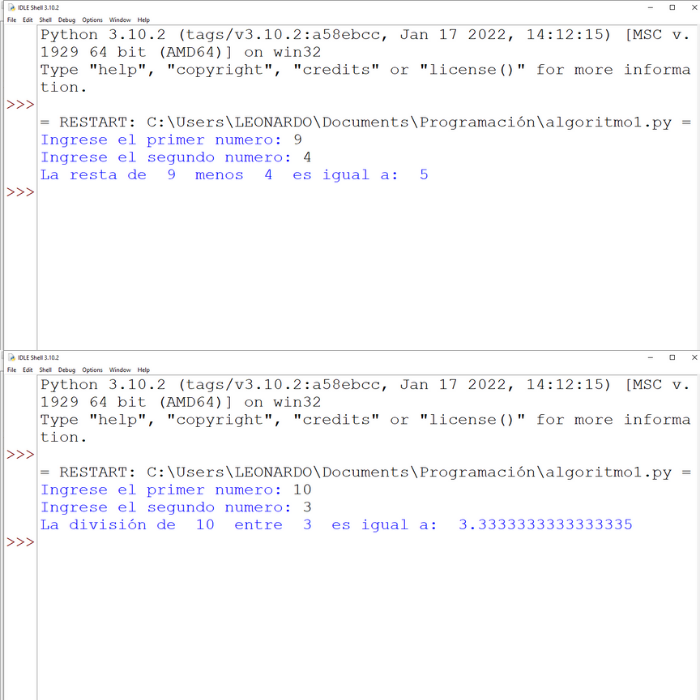 IDLE Shell 3.10.2
File Edit Shell Debug Options Window Help
Python 3.10.2 (tags/v3.10.2:a58ebcc, Jan 17 2022, 14:12:15) [MSC v.
1929 64 bit (AMD64)] on win32
Type "help", "copyright", "credits" or "license()" for more informa
tion.
>>>
= RESTART: C:\Users\LEONARDO\Documents\Programación\algoritmo1.py =
Ingrese el primer numero: 9
Ingrese el segundo numero: 4
La resta de  9  menos  4  es igual a:  5
>>>
IDLE Shell 3.10.2
File Edit Shell Debug Options Window Help
Python 3.10.2 (tags/v3.10.2:a58ebcc, Jan 17 2022, 14:12:15) [MSC v.
1929 64 bit (AMD64)] on win32
Type "help", "copyright", "credits" or "license()" for more informa
tion.
>>>
= RESTART: C:\Users\LEONARDO\Documents\Programación\algoritmo1.py =
Ingrese el primer numero: 10
Ingrese el segundo numero: 3
La división de  10  entre  3  es igual a:  3.3333333333333335
>>>